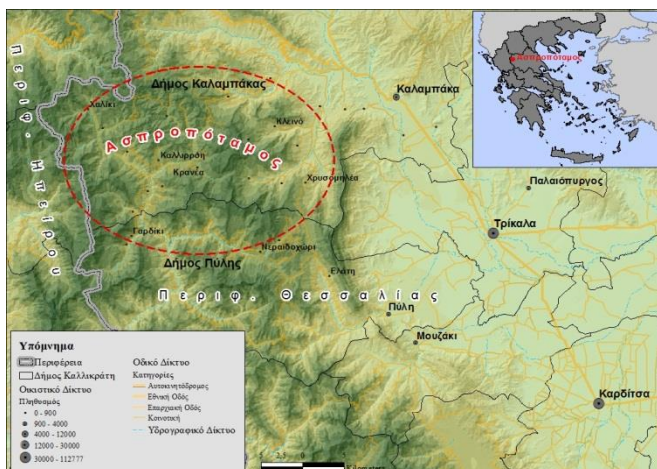 Περιφ. Ηπείρου
Δήμος Καλαμπάκας
Χαλίκι
Ασπροπόταμος
Κλεινό
Καλλιρρόη
Κρανέα
Χρυσομηλέα
Γαρδίκι
Νεραϊδοχώρι
Δήμος Πύλης
Περιφ. Θεσσαλίας
Ελάτη
Καλαμπάκα
Ασπροπόταμος
Παλαιόπυργος
Τρίκαλα
Πύλη
Μουζάκι
Καρδίτσα
Υπόμνημα
Περιφέρεια
Δήμος Καλλικράτη
Οικιστικό Δίκτυο
Πληθυσμός
0 - 900
900 - 4000
4000 - 12000
12000 - 30000
30000 - 112777
Οδικό Δίκτυο
Κατηγορίες
Αυτοκινητόδρομος
Εθνική Οδός
Επαρχιακή Οδός
Κοινοτική
Υδρογραφικό Δίκτυο